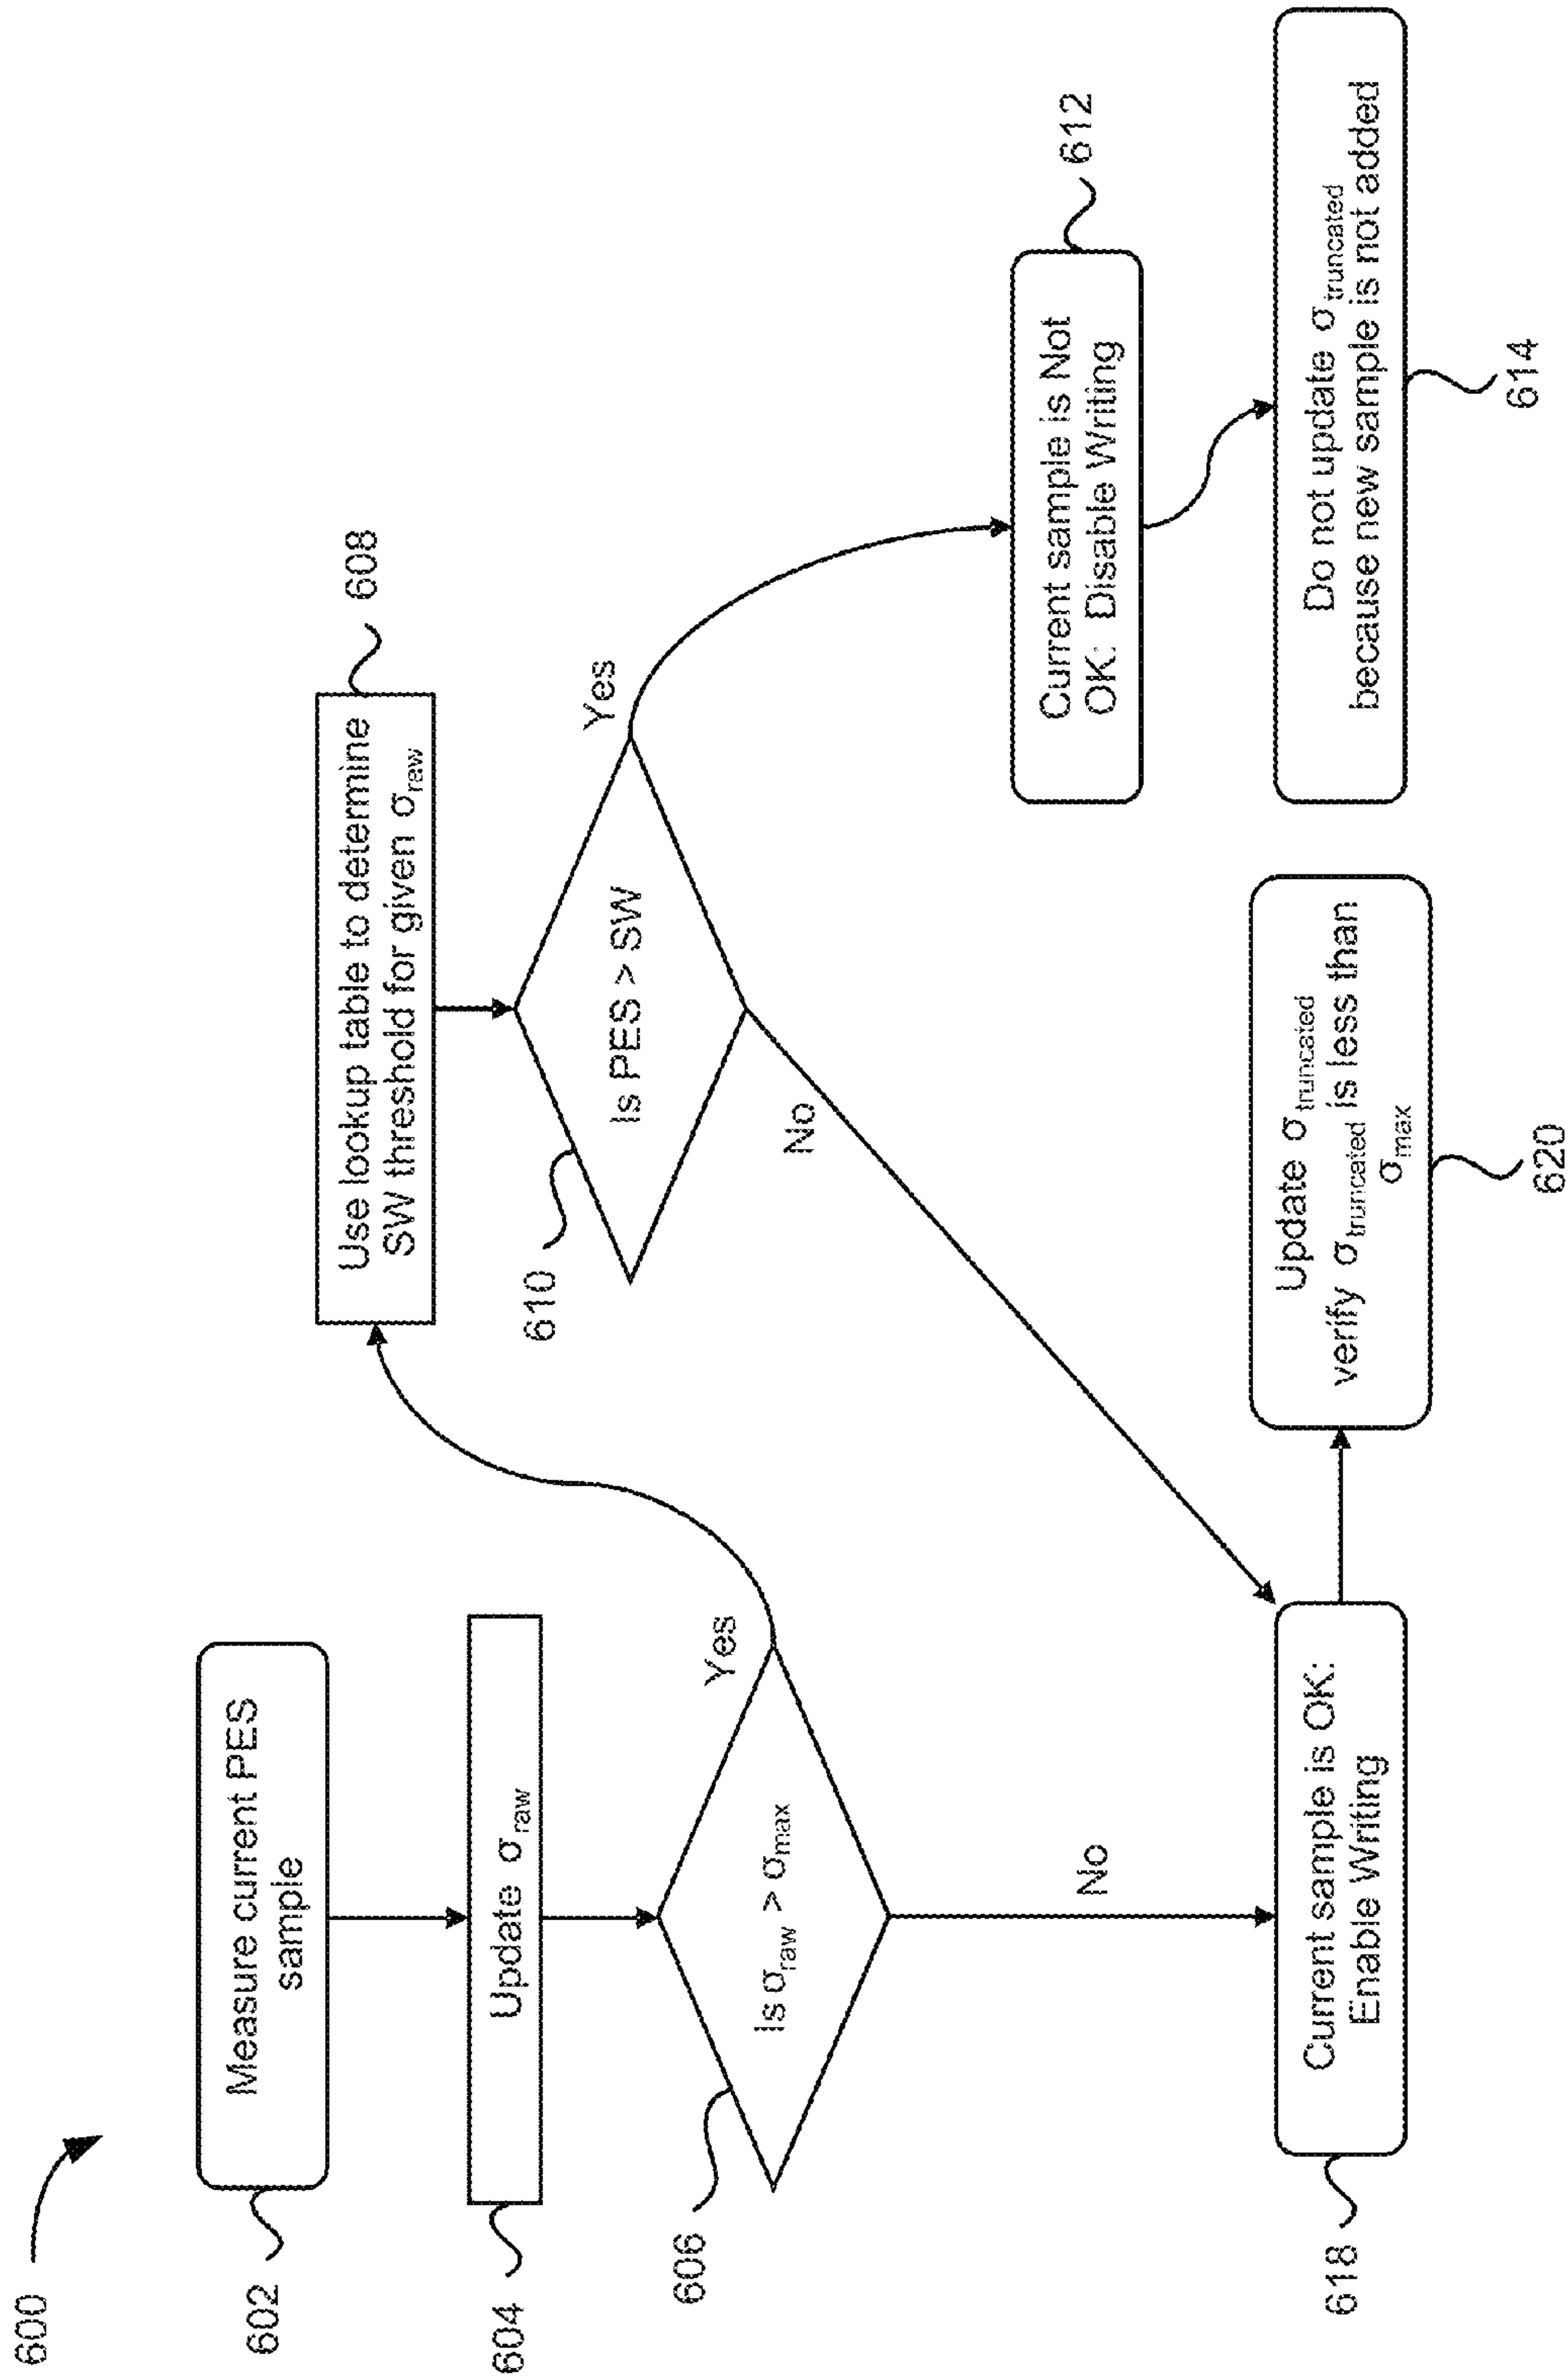 600
602
Measure current PES
sample
604
Update σraw
606
Is σraw > σmax
Yes
No
608
Use lookup table to determine
SW threshold for given σraw
610
Is PES > SW
Yes
No
612
Current sample is Not
OK: Disable Writing
Do not update σtruncated
because new sample is not added
614
618
Current sample is OK:
Enable Writing
Update σtruncated
verify σtruncated is less than
σmax
620